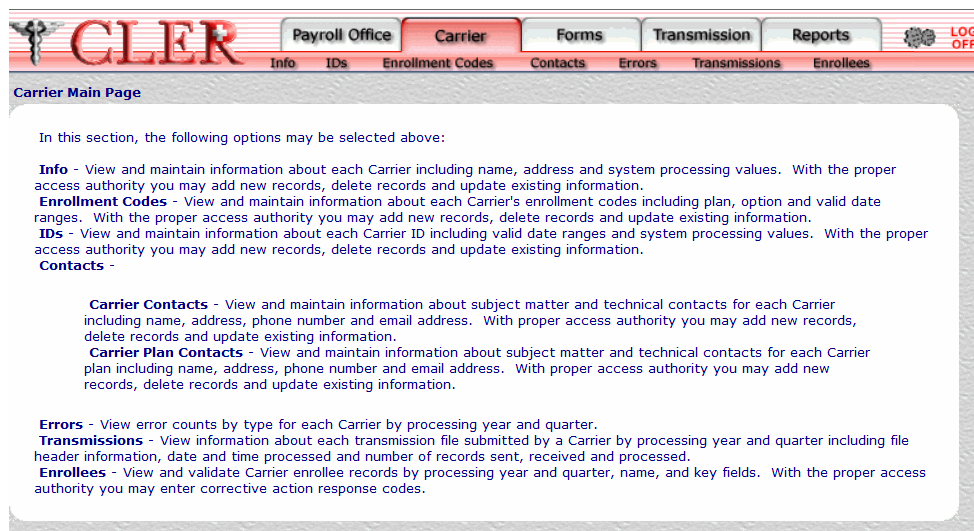 CLER
Payroll Office Carrier Forms Transmission Reports
LOG
OFF
Info IDs Enrollment Codes Contacts Errors Transmissions Enrollees
Carrier Main Page
In this section, the following options may be selected above:
Info - View and maintain information about each Carrier including name, address and system processing values. With the proper
access authority you may add new records, delete records and update existing information.
Enrollment Codes - View and maintain information about each Carrier's enrollment codes including plan, option and valid date
ranges. With the proper access authority you may add new records, delete records and update existing information.
IDs - View and maintain information about each Carrier ID including valid date ranges and system processing values. With the proper
access authority you may add new records, delete records and update existing information.
Contacts -
Carrier Contacts - View and maintain information about subject matter and technical contacts for each Carrier
including name, address, phone number and email address. With proper access authority you may add new records,
delete records and update existing information.
Carrier Plan Contacts - View and maintain information about subject matter and technical contacts for each Carrier
plan including name, address, phone number and email address. With proper access authority you may add new
records, delete records and update existing information.
Errors - View error counts by type for each Carrier by processing year and quarter.
Transmissions - View information about each transmission file submitted by a Carrier by processing year and quarter including file
header information, date and time processed and number of records sent, received and processed.
Enrollees - View and validate Carrier enrollee records by processing year and quarter, name, and key fields. With the proper access
authority you may enter corrective action response codes.